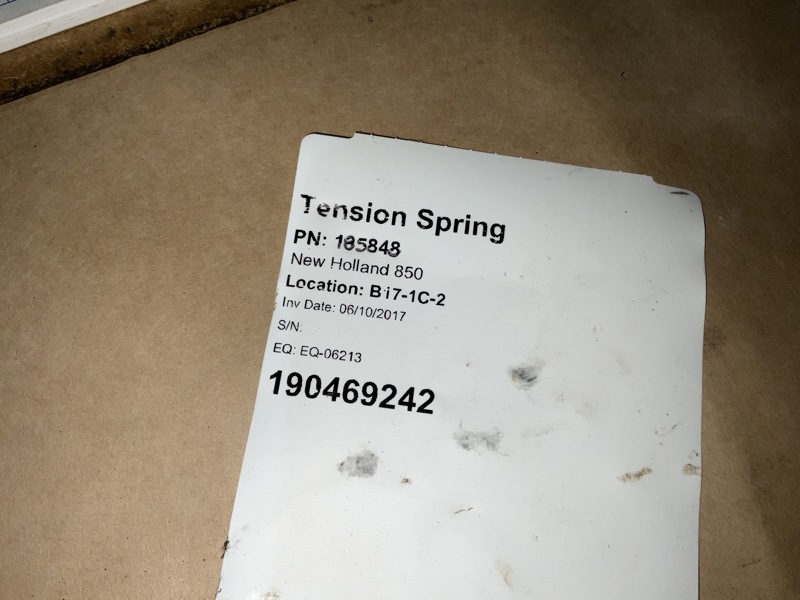 Tension Spring
PN: 185848
New Holland 850
Location: B17-1C-2
Inv Date: 06/10/2017
S/N:
EQ: EQ-06213
190469242